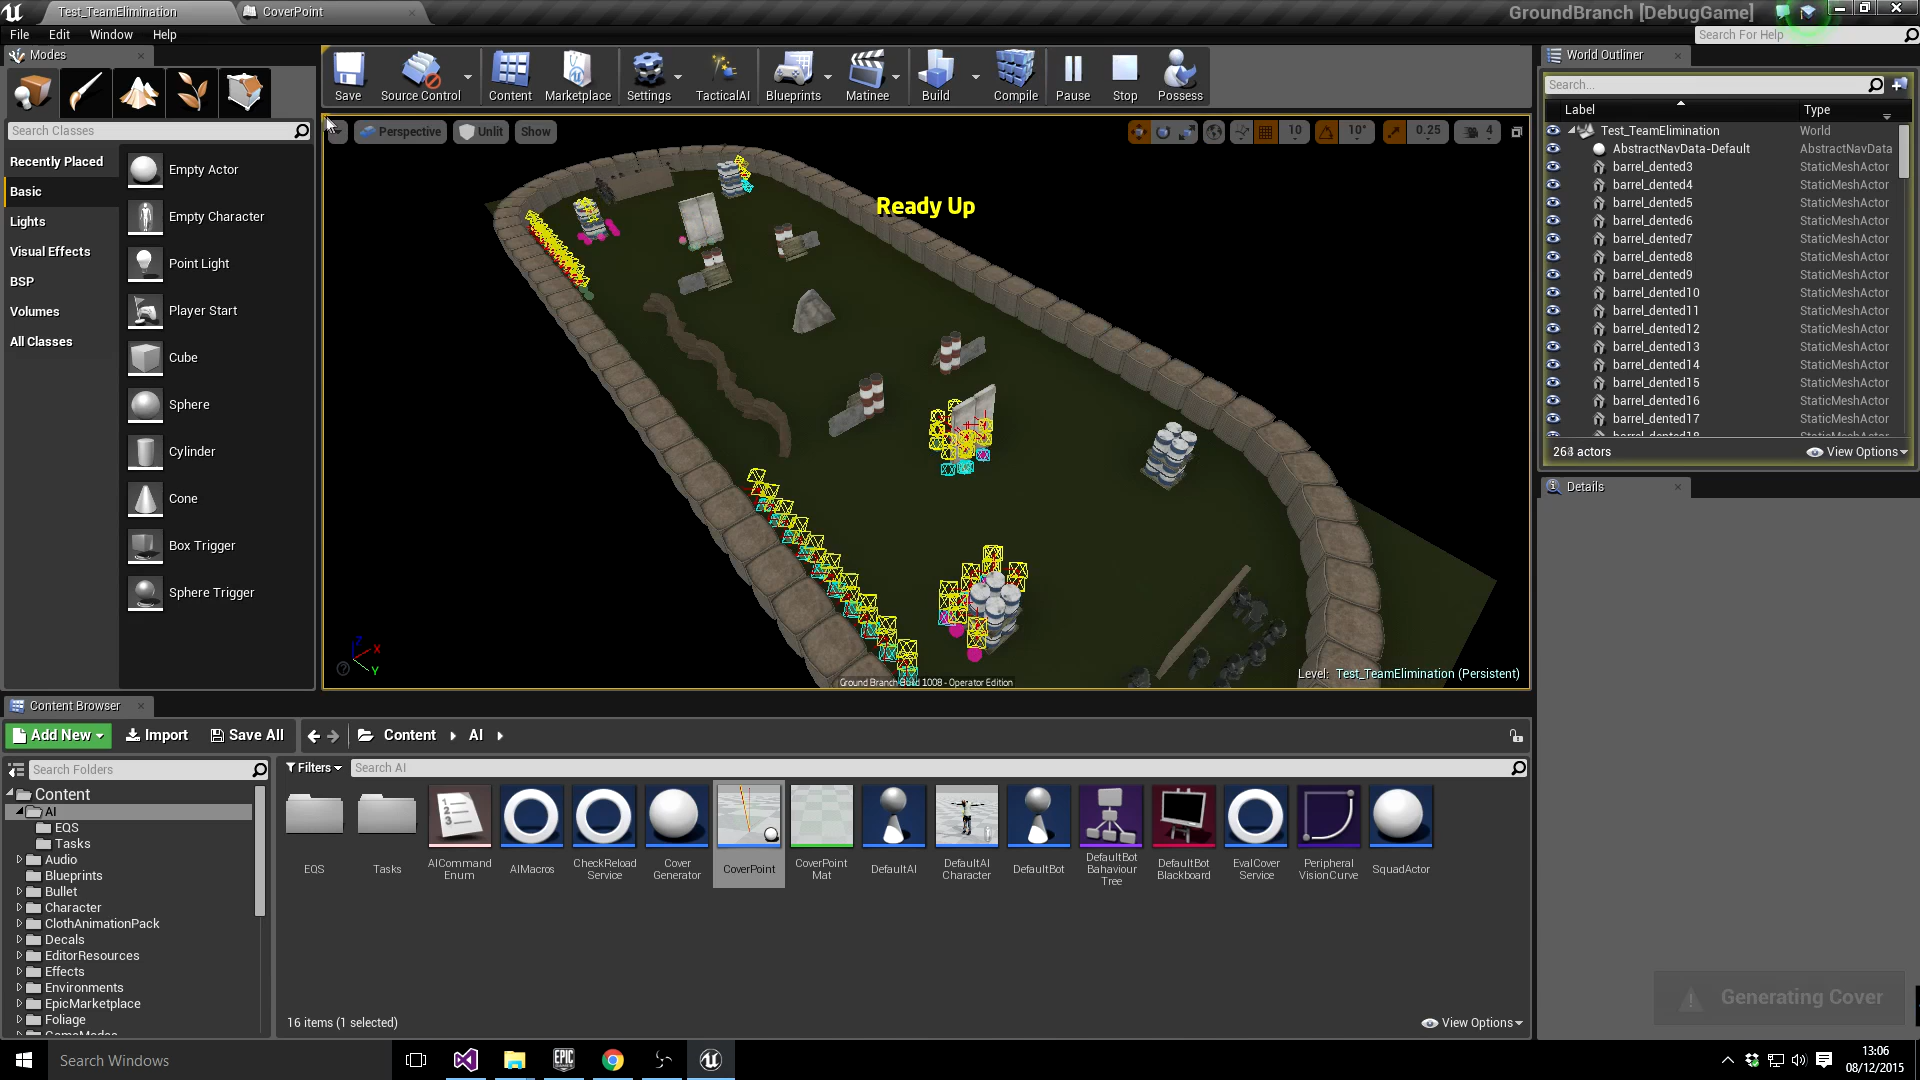 Test_TeamElimination
CoverPoint
GroundBranch [DebugGame]
File Edit Window Help
Search For Help
Modes
Save
Source Control
Content
Marketplace
Settings
TacticalAI
Blueprints
Matinee
Build
Compile
Pause
Stop
Possess
World Outliner
Search...
Label Type
Search Classes
Recently Placed
Basic
Lights
Visual Effects
BSP
Volumes
All Classes
Empty Actor
Empty Character
Point Light
Player Start
Cube
Sphere
Cylinder
Cone
Box Trigger
Sphere Trigger
Perspective Unlit Show
10 10° 0.25 4
Ready Up
X
Y
Z
Level: Test_TeamElimination (Persistent)
Ground Branch Build 1008 - Operator Edition
Test_TeamElimination World
AbstractNavData-Default AbstractNavData
barrel_dented3 StaticMeshActor
barrel_dented4 StaticMeshActor
barrel_dented5 StaticMeshActor
barrel_dented6 StaticMeshActor
barrel_dented7 StaticMeshActor
barrel_dented8 StaticMeshActor
barrel_dented9 StaticMeshActor
barrel_dented10 StaticMeshActor
barrel_dented11 StaticMeshActor
barrel_dented12 StaticMeshActor
barrel_dented13 StaticMeshActor
barrel_dented14 StaticMeshActor
barrel_dented15 StaticMeshActor
barrel_dented16 StaticMeshActor
barrel_dented17 StaticMeshActor
barrel_dented18 StaticMeshActor
actors View Options
Details
Content Browser
Add New Import Save All Content AI
Search Folders
Filters Search AI
Content
AI
EQS
Tasks
Audio
Blueprints
Bullet
Character
ClothAnimationPack
Decals
EditorResources
Effects
Environments
EpicMarketplace
Foliage
GameModes
EQS
Tasks
AICommand
Enum
AIMacros
CheckReload
Service
Cover
Generator
CoverPoint
CoverPoint
Mat
DefaultAI
DefaultAI
Character
DefaultBot
DefaultBot
Bahaviour
Tree
DefaultBot
Blackboard
EvalCover
Service
Peripheral
VisionCurve
SquadActor
16 items (1 selected)
View Options
Generating Cover
Search Windows
EPIC
GAMES
13:06
08/12/2015